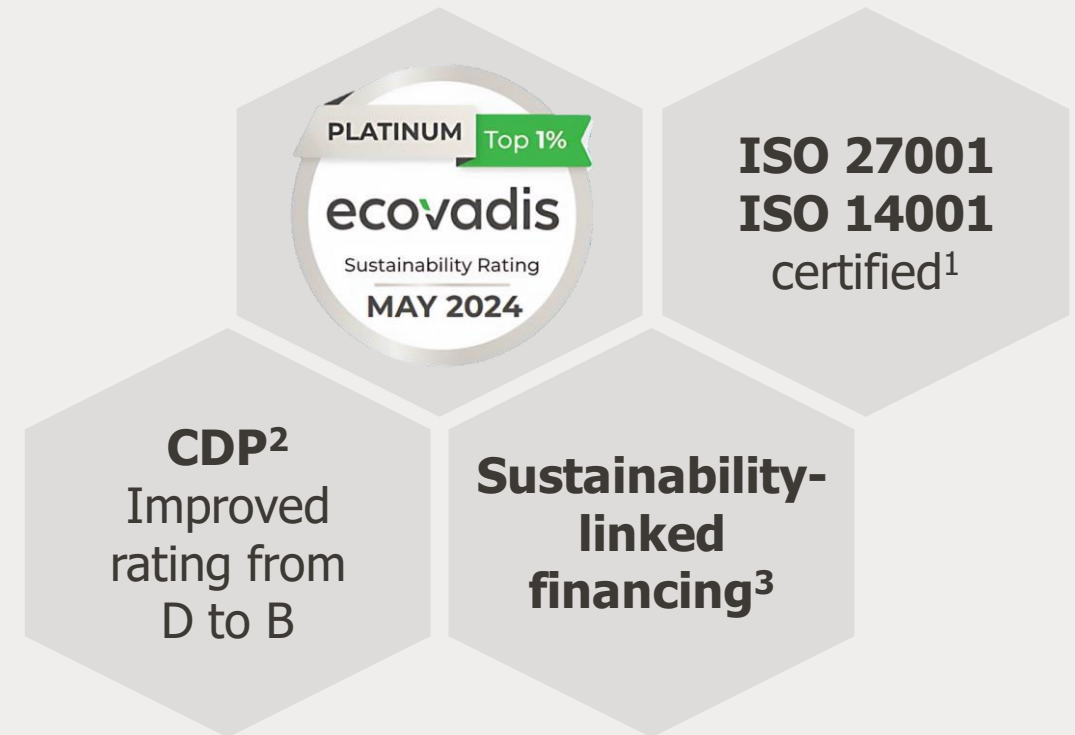 PLATINUM Top 1%
ecovadis
Sustainability Rating
MAY 2024
ISO 27001
ISO 14001
certified¹
CDP²
Improved
rating from
D to B
Sustainability-
linked
financing³